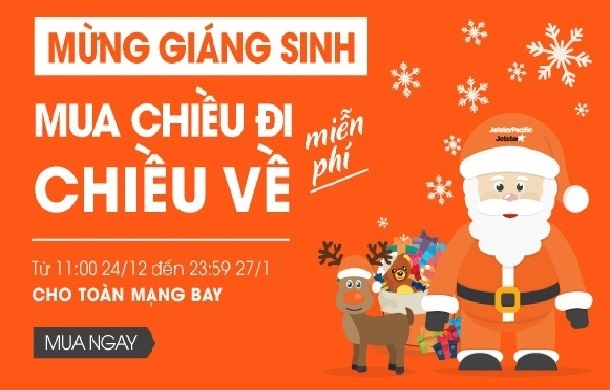 MỪNG GIÁNG SINH
MUA CHIỀU ĐI
CHIỀU VỀ
miễn
phí
Từ 11:00 24/12 đến 23:59 27/1
CHO TOÀN MẠNG BAY
MUA NGAY
JetstarPacific
Jetstar